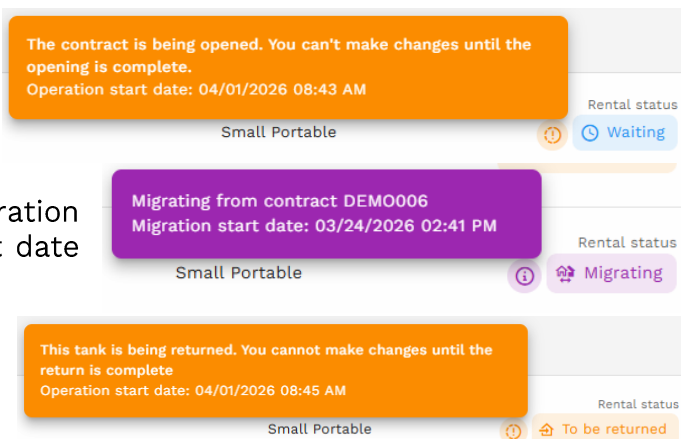 The contract is being opened. You can't make changes until the
opening is complete.
Operation start date: 04/01/2026 08:43 AM
Rental status
Small Portable
Waiting
Migrating from contract DEMO006
Migration start date: 03/24/2026 02:41 PM
ration
t date
Rental status
Small Portable
Migrating
This tank is being returned. You cannot make changes until the
return is complete
Operation start date: 04/01/2026 08:45 AM
Rental status
Small Portable
To be returned